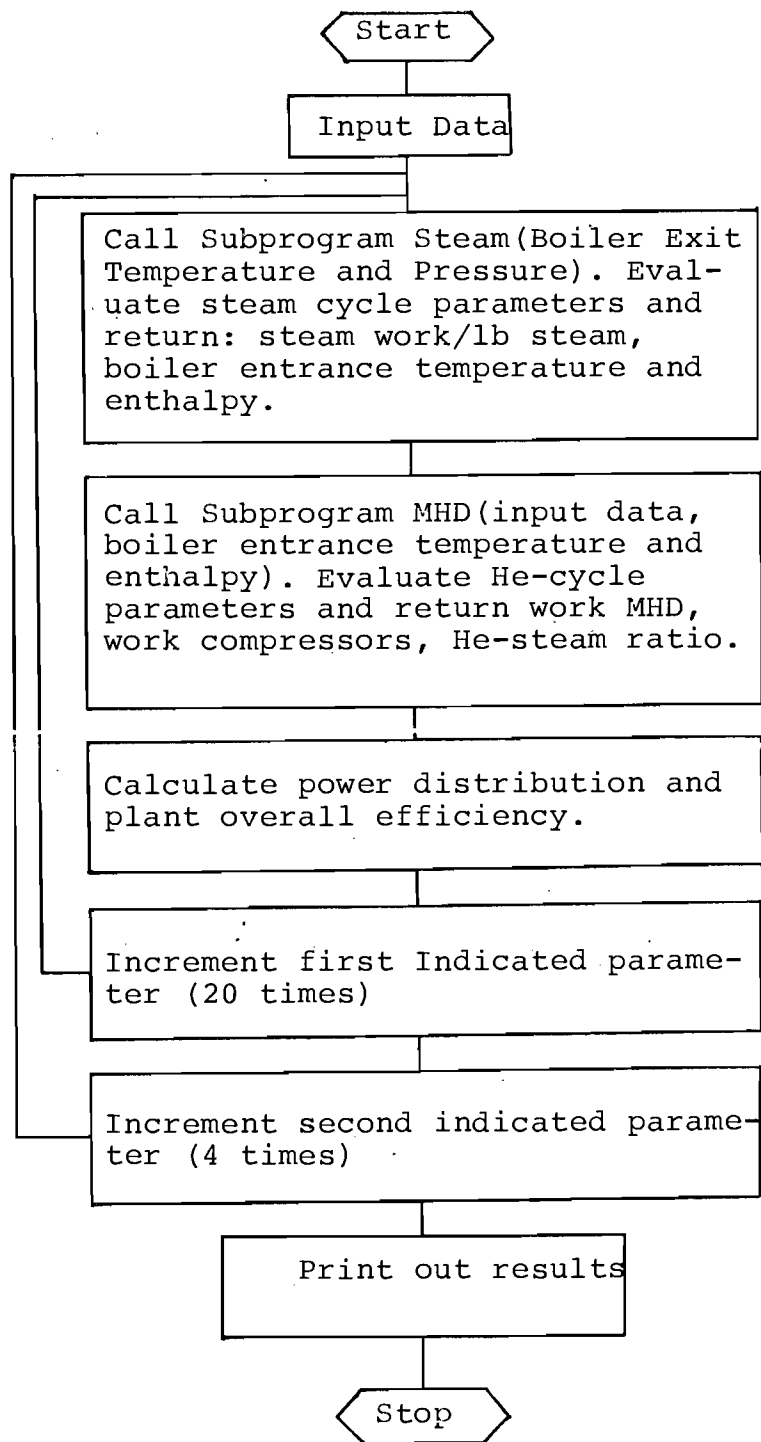 Start
Input Data
Call Subprogram Steam(Boiler Exit
Temperature and Pressure). Eval-
uate steam cycle parameters and
return: steam work/lb steam,
boiler entrance temperature and
enthalpy.
Call Subprogram MHD(input data,
boiler entrance temperature and
enthalpy). Evaluate He-cycle
parameters and return work MHD,
work compressors, He-steam ratio.
Calculate power distribution and
plant overall efficiency.
Increment first Indicated parame-
ter (20 times)
Increment second indicated parame-
ter (4 times)
Print out results
Stop